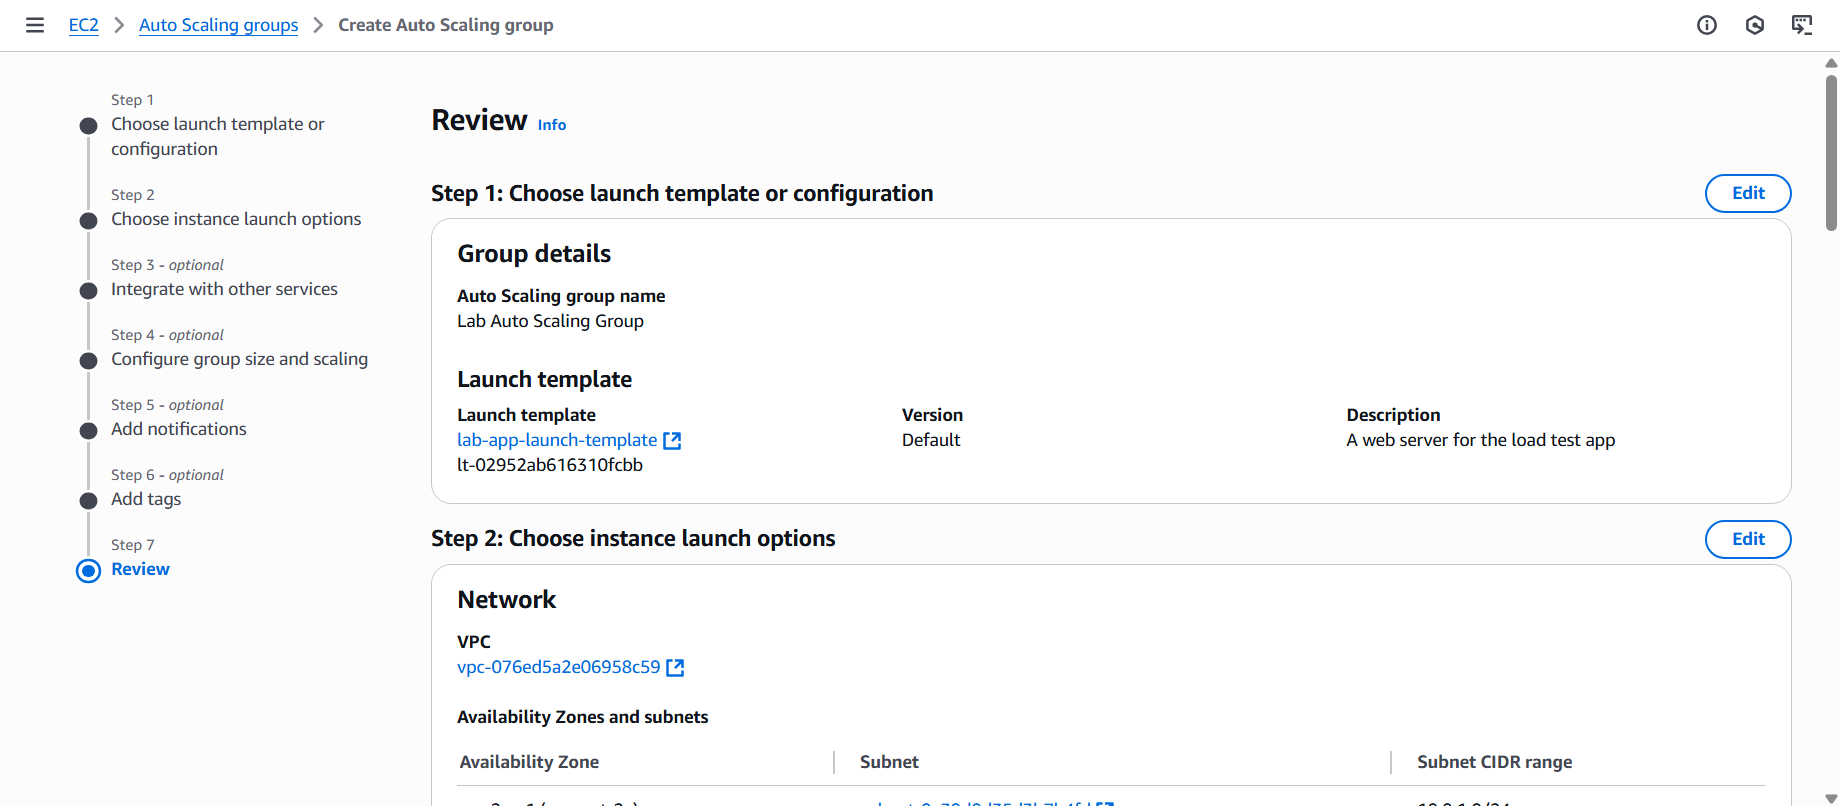 EC2 > Auto Scaling groups > Create Auto Scaling group
Step 1
Choose launch template or
configuration
Step 2
Choose instance launch options
Step 3 - optional
Integrate with other services
Step 4 - optional
Configure group size and scaling
Step 5 - optional
Add notifications
Step 6 - optional
Add tags
Step 7
Review
Review Info
Step 1: Choose launch template or configuration
Edit
Group details
Auto Scaling group name
Lab Auto Scaling Group
Launch template
Launch template Version Description
lab-app-launch-template Default A web server for the load test app
lt-02952ab616310fcbb
Step 2: Choose instance launch options
Edit
Network
VPC
vpc-076ed5a2e06958c59
Availability Zones and subnets
Availability Zone Subnet Subnet CIDR range